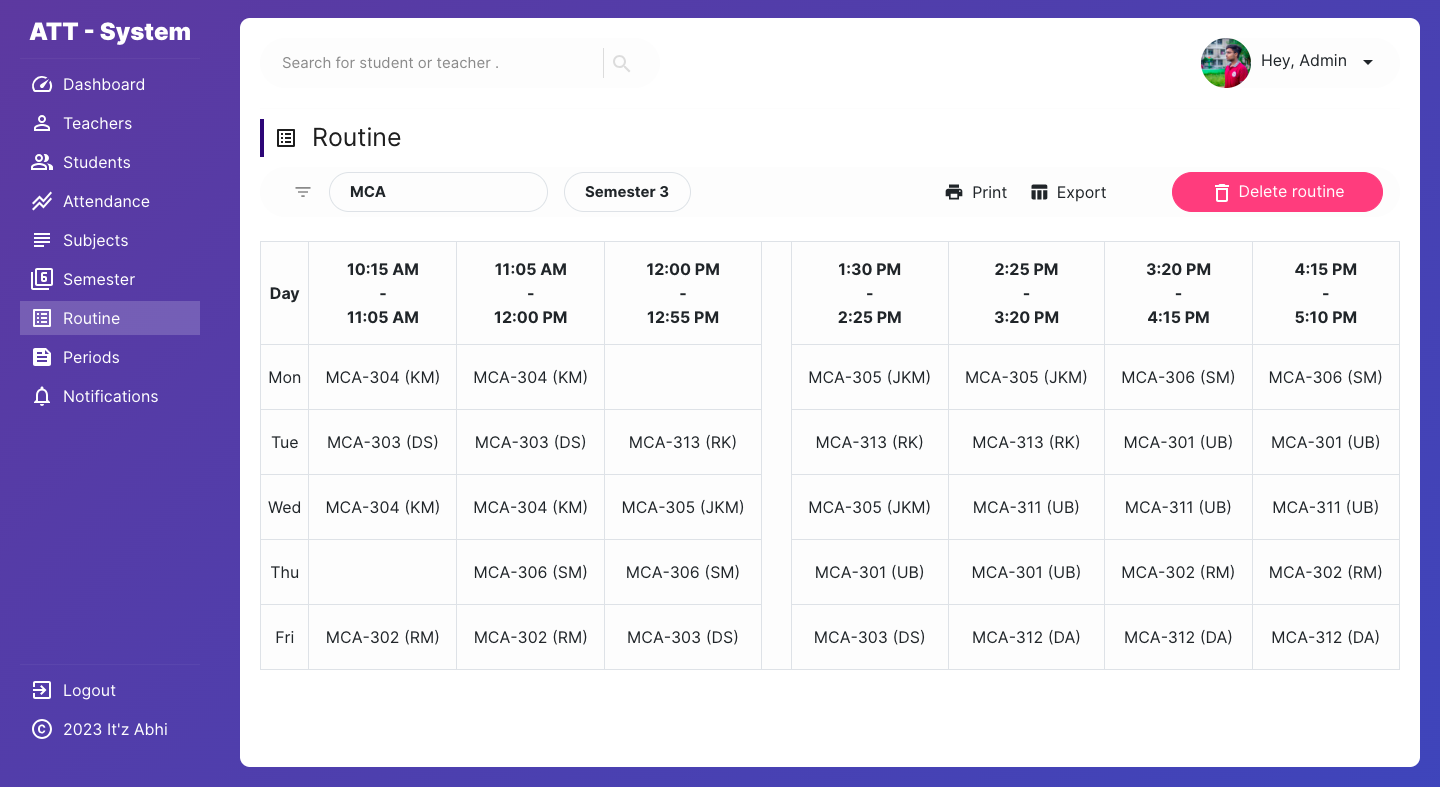 ATT - System
Dashboard
Teachers
Students
Attendance
Subjects
6 Semester
Routine
Periods
Notifications
Logout
© 2023 It'z Abhi
Search for student or teacher .
Hey, Admin
Routine
MCA Semester 3 Print Export Delete routine
Day 10:15 AM - 11:05 AM 11:05 AM - 12:00 PM 12:00 PM - 12:55 PM 1:30 PM - 2:25 PM 2:25 PM - 3:20 PM 3:20 PM - 4:15 PM 4:15 PM - 5:10 PM
Mon MCA-304 (KM) MCA-304 (KM) MCA-305 (JKM) MCA-305 (JKM) MCA-306 (SM) MCA-306 (SM)
Tue MCA-303 (DS) MCA-303 (DS) MCA-313 (RK) MCA-313 (RK) MCA-313 (RK) MCA-301 (UB) MCA-301 (UB)
Wed MCA-304 (KM) MCA-304 (KM) MCA-305 (JKM) MCA-305 (JKM) MCA-311 (UB) MCA-311 (UB) MCA-311 (UB)
Thu MCA-306 (SM) MCA-306 (SM) MCA-301 (UB) MCA-301 (UB) MCA-302 (RM) MCA-302 (RM)
Fri MCA-302 (RM) MCA-302 (RM) MCA-303 (DS) MCA-303 (DS) MCA-312 (DA) MCA-312 (DA) MCA-312 (DA)